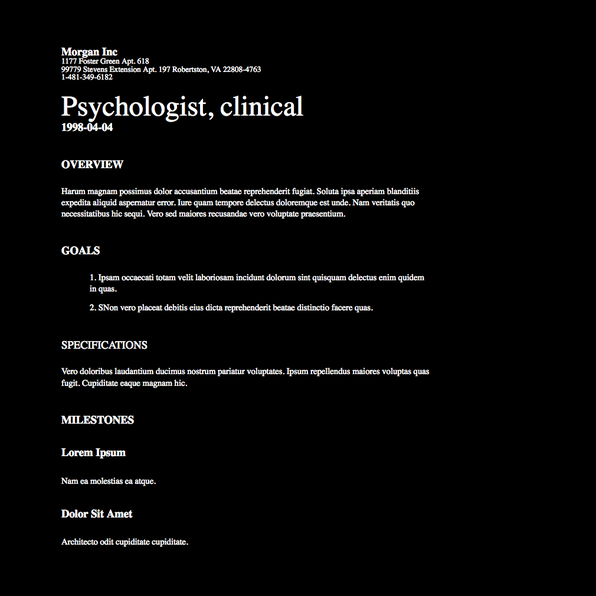 Morgan Inc
1177 Foster Green Apt. 618
99779 Stevens Extension Apt. 197 Robertston, VA 22808-4763
1-481-349-6182
Psychologist, clinical
1998-04-04
OVERVIEW
Harum magnam possimus dolor accusantium beatae reprehenderit fugiat. Soluta ipsa aperiam blanditiis
expedita aliquid aspernatur error. Iure quam tempore delectus doloremque est unde. Nam veritatis quo
necessitatibus hic sequi. Vero sed maiores recusandae vero voluptate praesentium.
GOALS
1. Ipsum occaecati totam velit laboriosam incidunt dolorum sint quisquam delectus enim quidem
in quas.
2. SNon vero placeat debitis eius dicta reprehenderit beatae distinctio facere quas.
SPECIFICATIONS
Vero doloribus laudantium ducimus nostrum pariatur voluptates. Ipsum repellendus maiores voluptas quas
fugit. Cupiditate eaque magnam hic.
MILESTONES
Lorem Ipsum
Nam ea molestias ea atque.
Dolor Sit Amet
Architecto odit cupiditate cupiditate.